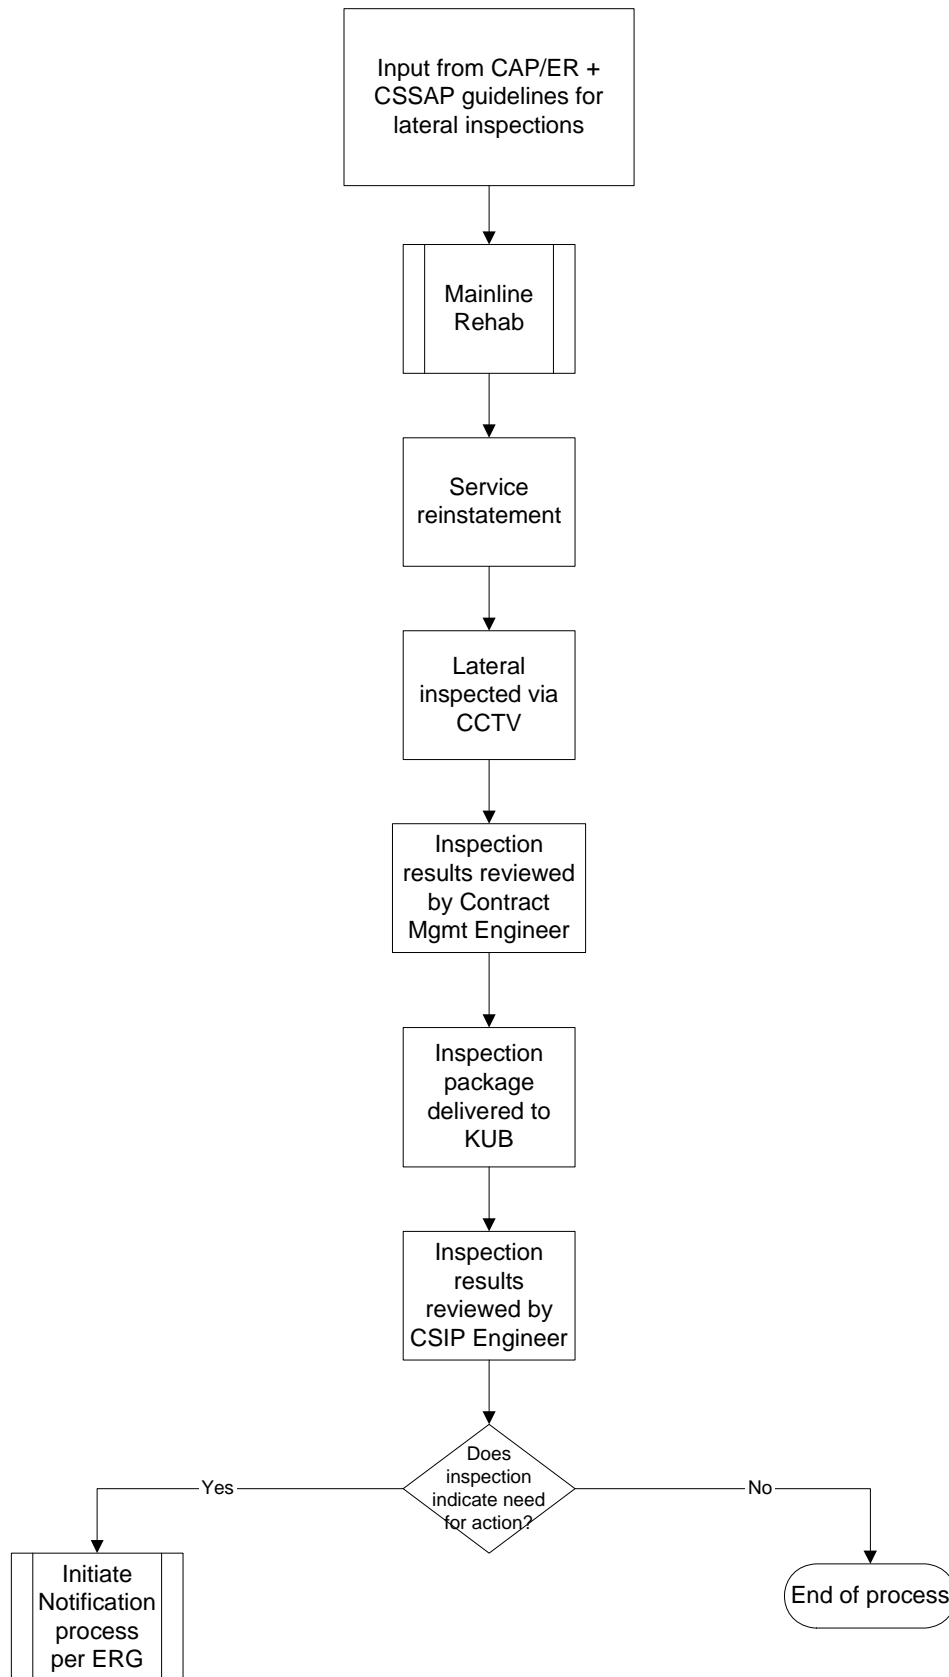 Input from CAP/ER +
CSSAP guidelines for
lateral inspections
Mainline
Rehab
Service
reinstatement
Lateral
inspected via
CCTV
Inspection
results reviewed
by Contract
Mgmt Engineer
Inspection
package
delivered to
KUB
Inspection
results
reviewed by
CSIP Engineer
Does
inspection
indicate need
for action?
Yes
No
Initiate
Notification
process
per ERG
End of process